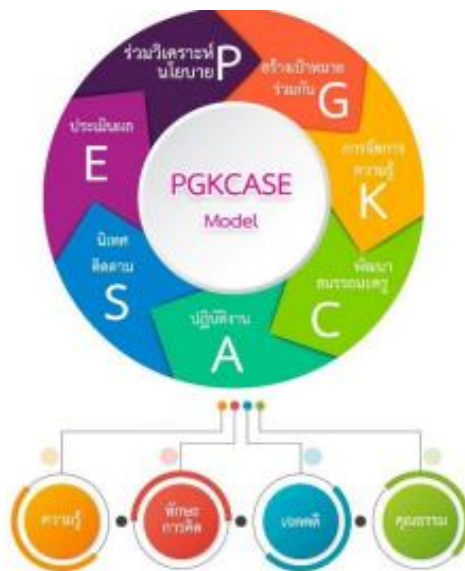 ร่วมวิเคราะห์
นโยบาย
P
สร้างเป้าหมาย
ร่วมกัน
G
การจัดการ
ความรู้
K
พัฒนา
สมรรถนะครู
C
ปฏิบัติงาน
A
นิเทศ
ติดตาม
S
ประเมินผล
E
PGKCASE
Model
ความรู้
ทักษะ
การคิด
เจตคติ
คุณธรรม